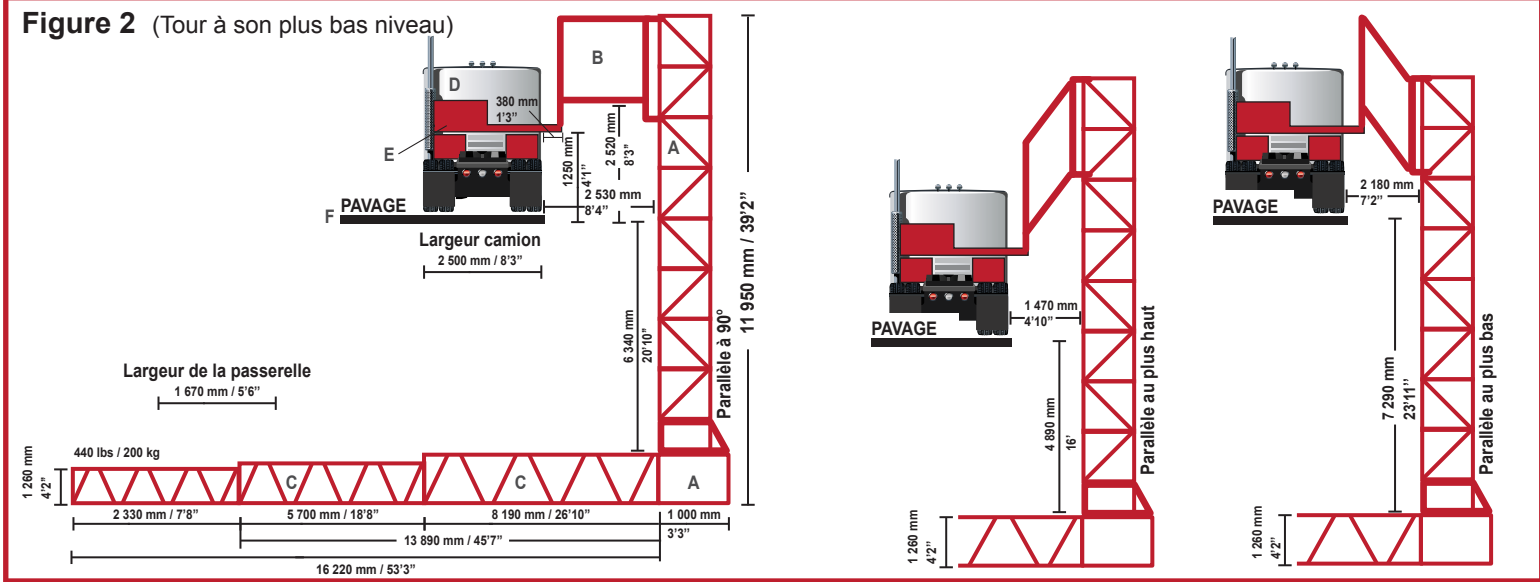 Figure 2 (Tour à son plus bas niveau)
B
D
380 mm
1'3”
E
A
1250 mm
4'1”
2 520 mm
8'3”
2 530 mm
8'4”
F
PAVAGE
Largeur camion
2 500 mm / 8'3”
11 950 mm / 39'2”
6 340 mm
20'10”
Parallèle à 90°
Largeur de la passerelle
1 670 mm / 5'6”
440 lbs / 200 kg
1 260 mm
4'2”
C
C
A
2 330 mm / 7'8”
5 700 mm / 18'8”
8 190 mm / 26'10”
1 000 mm
3'3”
13 890 mm / 45'7”
16 220 mm / 53'3”
1 470 mm
4'10”
PAVAGE
4 890 mm
16'
Parallèle au plus haut
1 260 mm
4'2”
2 180 mm
7'2”
PAVAGE
7 290 mm
23'11”
Parallèle au plus bas
1 260 mm
4'2”